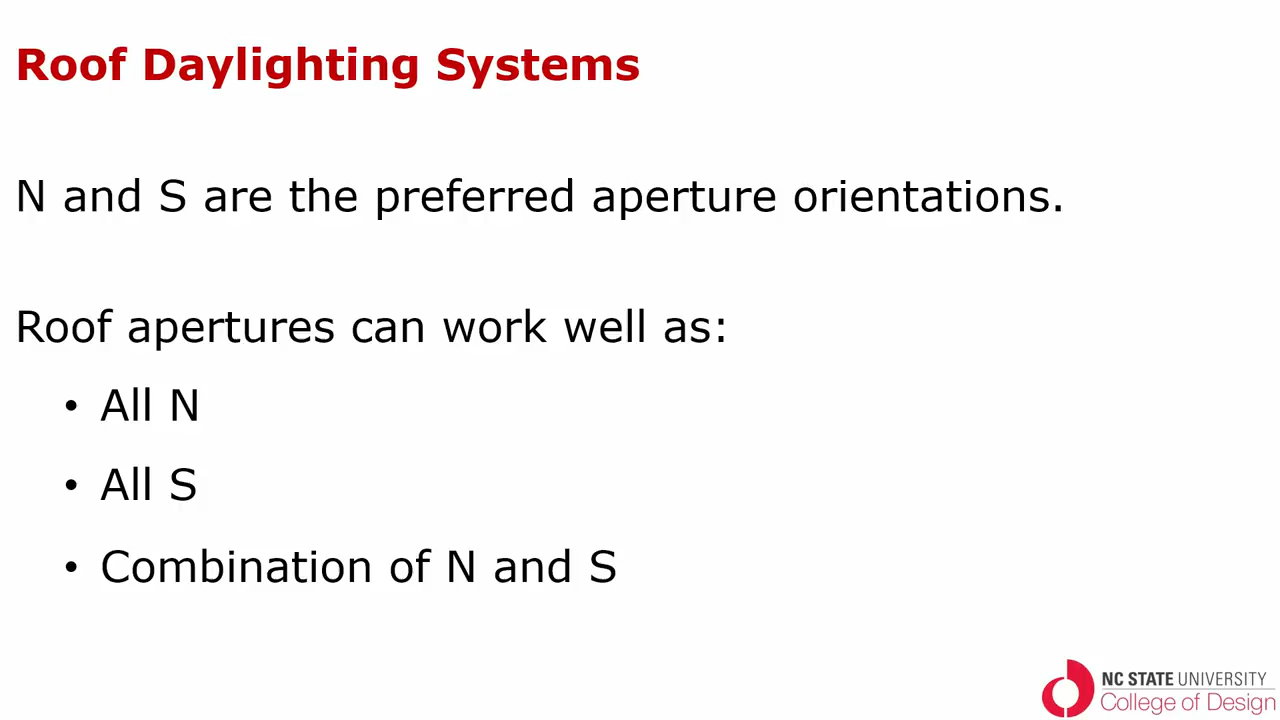 Roof Daylighting Systems
N and S are the preferred aperture orientations.
Roof apertures can work well as:
• All N
• All S
• Combination of N and S
NC STATE UNIVERSITY
College of Design